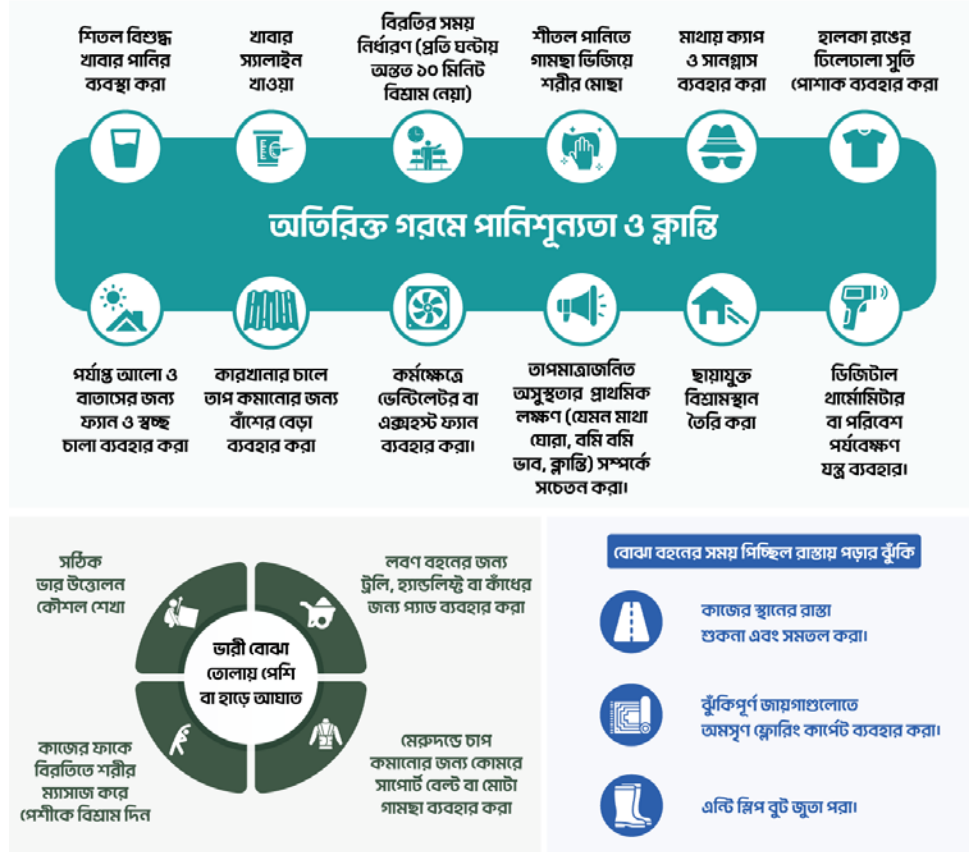 শিতল বিশুদ্ধ
খাবার পানির
ব্যবস্থা করা
খাবার
স্যালাইন
খাওয়া
বিরতির সময়
নির্ধারণ (প্রতি ঘন্টায়
অন্তত ১০ মিনিট
বিশ্রাম নেয়া)
শীতল পানিতে
গামছা ভিজিয়ে
শরীর মোছা
মাথায় ক্যাপ
ও সানগ্লাস
ব্যবহার করা
হালকা রঙের
ঢিলেঢালা সুতি
পোশাক ব্যবহার করা
অতিরিক্ত গরমে পানিশূন্যতা ও ক্লান্তি
পর্যাপ্ত আলো ও
বাতাসের জন্য
ফ্যান ও স্বচ্ছ
চালা ব্যবহার করা
কারখানার চালে
তাপ কমানোর জন্য
বাঁশের বেড়া
ব্যবহার করা
কর্মক্ষেত্রে
ভেন্টিলেটর বা
এক্সহস্ট ফ্যান
ব্যবহার করা।
তাপমাত্রাজনিত
অসুস্থতার প্রাথমিক
লক্ষণ (যেমন মাথা
ঘোরা, বমি বমি
ভাব, ক্লান্তি) সম্পর্কে
সচেতন করা।
ছায়াযুক্ত
বিশ্রামস্থান
তৈরি করা
ডিজিটাল
থার্মোমিটার
বা পরিবেশ
পর্যবেক্ষণ
যন্ত্র ব্যবহার।
সঠিক
ভার উত্তোলন
কৌশল শেখা
লবণ বহনের জন্য
ট্রলি, হ্যান্ডলিফ্ট বা কাঁধের
জন্য প্যাড ব্যবহার করা
ভারী বোঝা
তোলায় পেশি
বা হাড়ে আঘাত
কাজের ফাকে
বিরতিতে শরীর
ম্যাসাজ করে
পেশীকে বিশ্রাম দিন
মেরুদন্ডে চাপ
কমানোর জন্য কোমরে
সাপোর্ট বেল্ট বা মোটা
গামছা ব্যবহার করা
বোঝা বহনের সময় পিচ্ছিল রাস্তায় পড়ার ঝুঁকি
কাজের স্থানের রাস্তা
শুকনা এবং সমতল করা।
ঝুঁকিপূর্ণ জায়গাগুলোতে
অমসৃণ ফ্লোরিং কার্পেট ব্যবহার করা।
এন্টি স্লিপ বুট জুতা পরা।